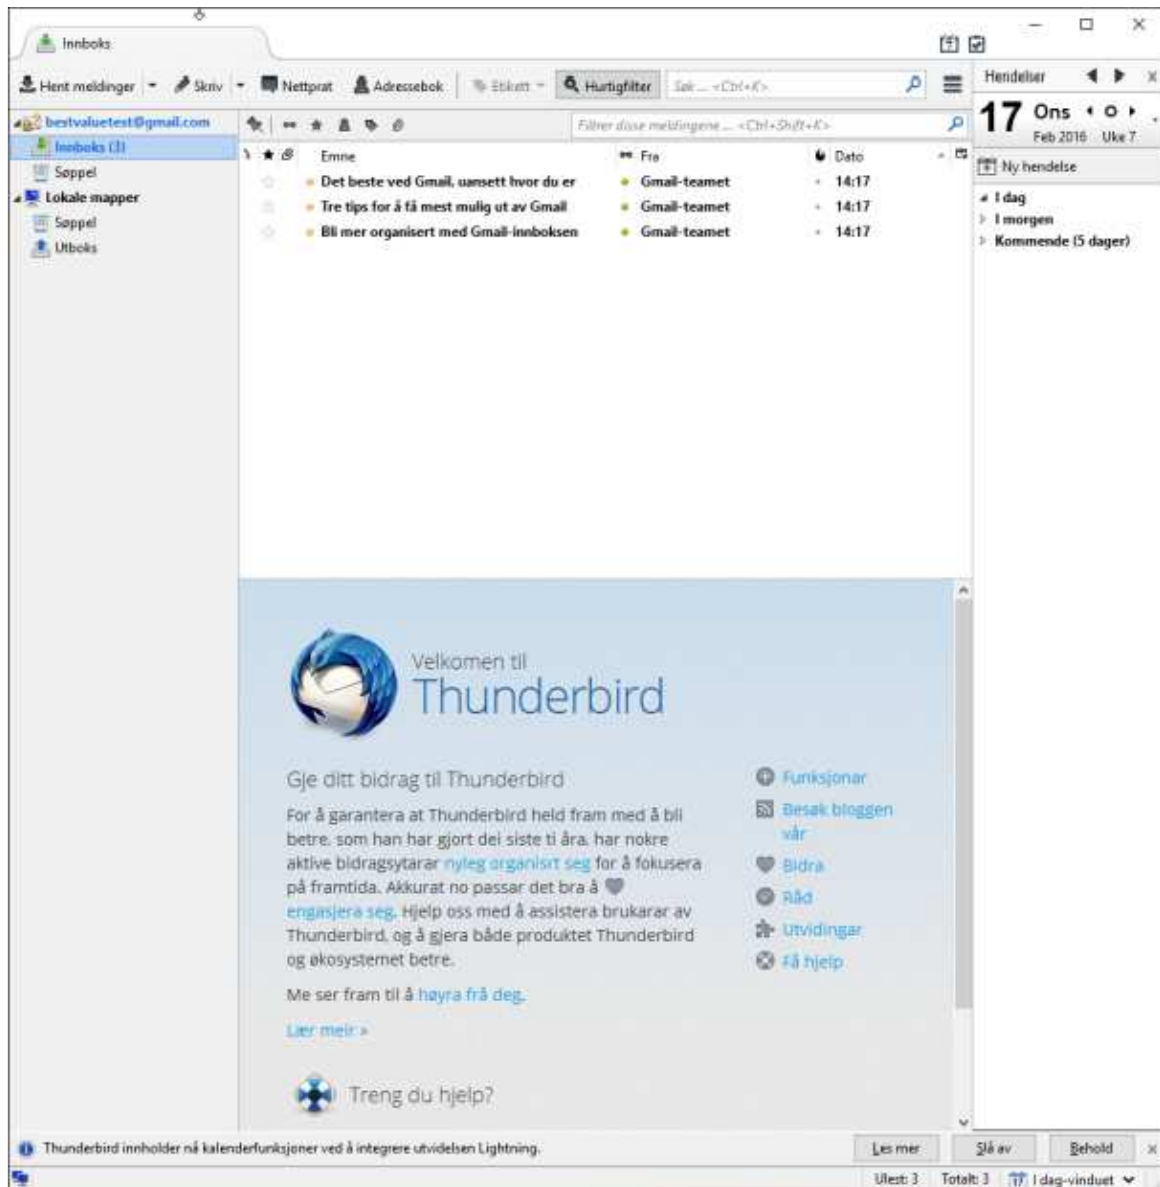 Innboks
Hent meldinger Skriv Nettprat Adressebok Etikett Hurtigfilter Søk ... <Ctrl+K>
bestvaluetest@gmail.com
Innboks (3)
Søppel
Lokale mapper
Søppel
Utboks
Filtrer disse meldingene ... <Ctrl+Shift+K>
Emne Fra Dato
Det beste ved Gmail, uansett hvor du er Gmail-teamet 14:17
Tre tips for å få mest mulig ut av Gmail Gmail-teamet 14:17
Bli mer organisert med Gmail-innboksen Gmail-teamet 14:17
Hendelser
17 Ons
Feb 2016 Uke 7
Ny hendelse
I dag
I morgen
Kommende (5 dager)
Velkomen til
Thunderbird
Gje ditt bidrag til Thunderbird
For å garantera at Thunderbird held fram med å bli
betre, som han har gjort dei siste ti åra, har nokre
aktive bidragsytarar nyleg organisrt seg for å fokusera
på framtida. Akkurat no passar det bra å
engasjera seg. Hjelp oss med å assistera brukarar av
Thunderbird, og å gjera både produktet Thunderbird
og økosystemet betre.
Me ser fram til å høyra frå deg.
Lær meir »
Funksjonar
Besøk bloggen
vår
Bidra
Råd
Utvidingar
Få hjelp
Treng du hjelp?
Thunderbird innholder nå kalenderfunksjoner ved å integrere utvidelsen Lightning. Les mer Slå av Behold
Ulest: 3 Totalt: 3 17 I dag-vinduet